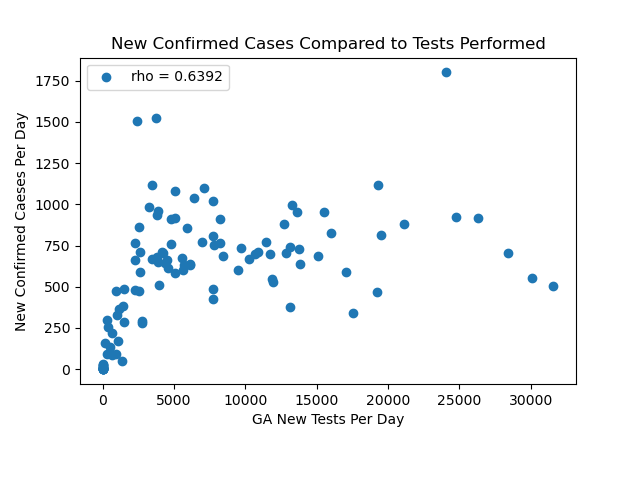 New Confirmed Cases Compared to Tests Performed
rho = 0.6392
New Confirmed Caeses Per Day
1750
1500
1250
1000
750
500
250
0
0 5000 10000 15000 20000 25000 30000
GA New Tests Per Day